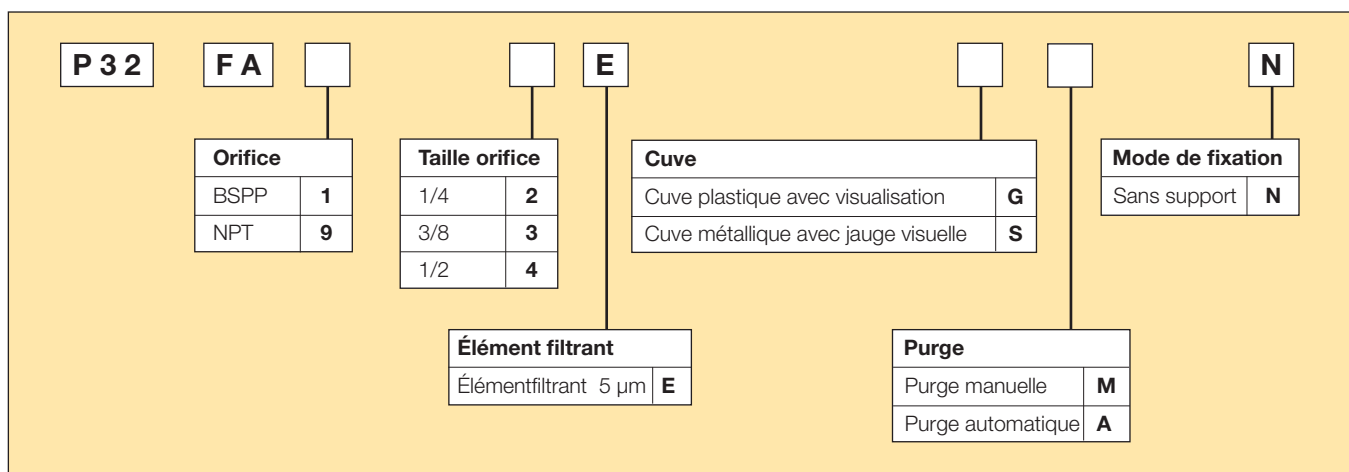 P 3 2 F A E N
Orifice
BSPP 1
NPT 9
Taille orifice
1/4 2
3/8 3
1/2 4
Cuve
Cuve plastique avec visualisation G
Cuve métallique avec jauge visuelle S
Mode de fixation
Sans support N
Élément filtrant
Élémentfiltrant 5 µm E
Purge
Purge manuelle M
Purge automatique A